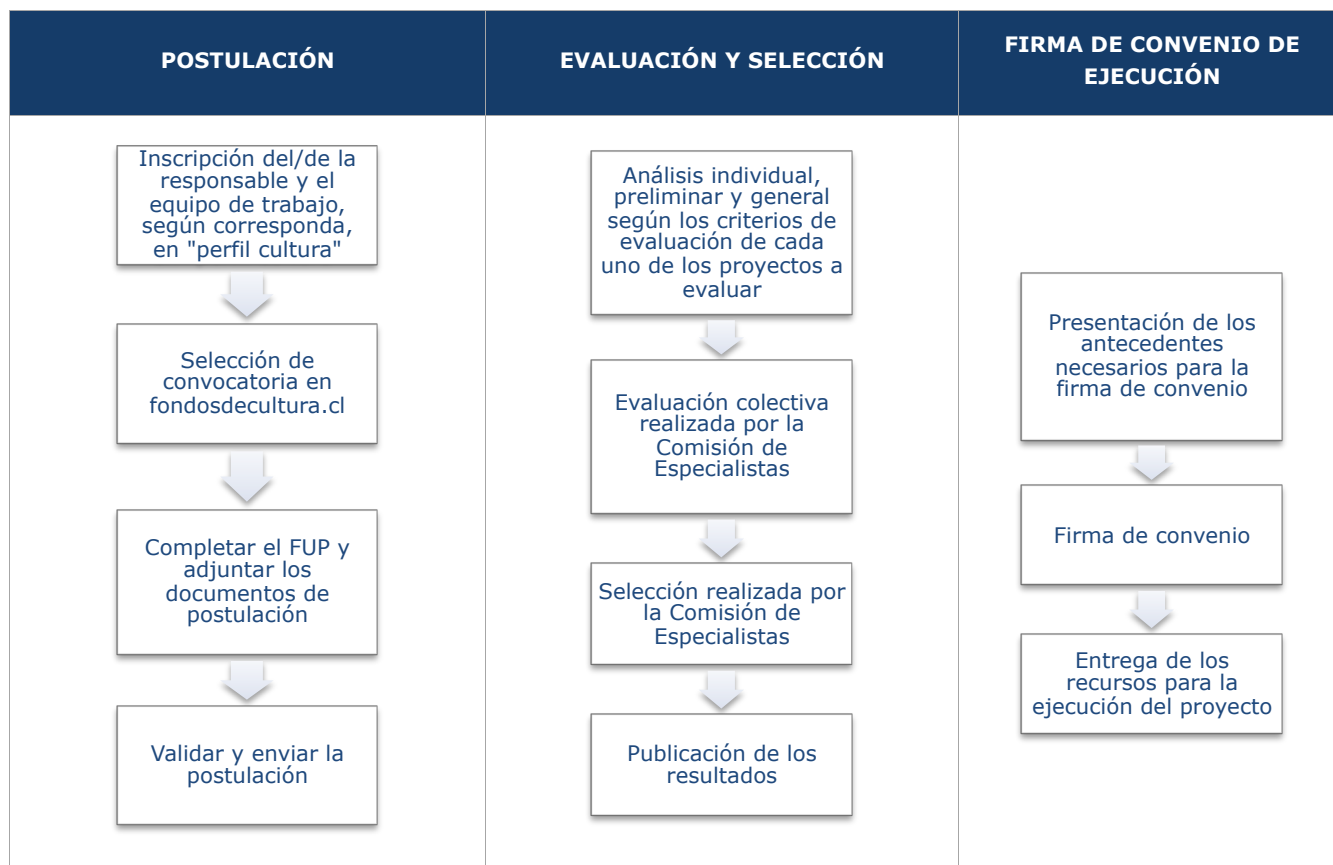 POSTULACIÓN
EVALUACIÓN Y SELECCIÓN
FIRMA DE CONVENIO DE
EJECUCIÓN
Inscripción del/de la
responsable y el
equipo de trabajo,
según corresponda,
en "perfil cultura"
Selección de
convocatoria en
fondosdecultura.cl
Completar el FUP y
adjuntar los
documentos de
postulación
Validar y enviar la
postulación
Análisis individual,
preliminar y general
según los criterios de
evaluación de cada
uno de los proyectos a
evaluar
Evaluación colectiva
realizada por la
Comisión de
Especialistas
Selección realizada por
la Comisión de
Especialistas
Publicación de los
resultados
Presentación de los
antecedentes
necesarios para la
firma de convenio
Firma de convenio
Entrega de los
recursos para la
ejecución del proyecto